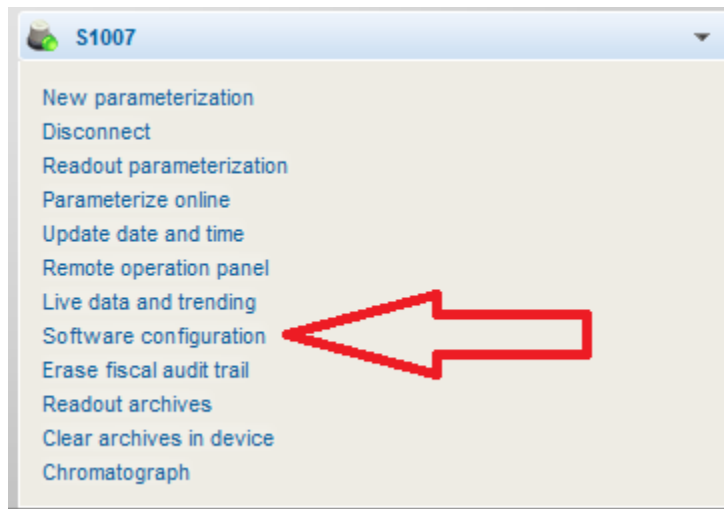 S1007
New parameterization
Disconnect
Readout parameterization
Parameterize online
Update date and time
Remote operation panel
Live data and trending
Software configuration
Erase fiscal audit trail
Readout archives
Clear archives in device
Chromatograph